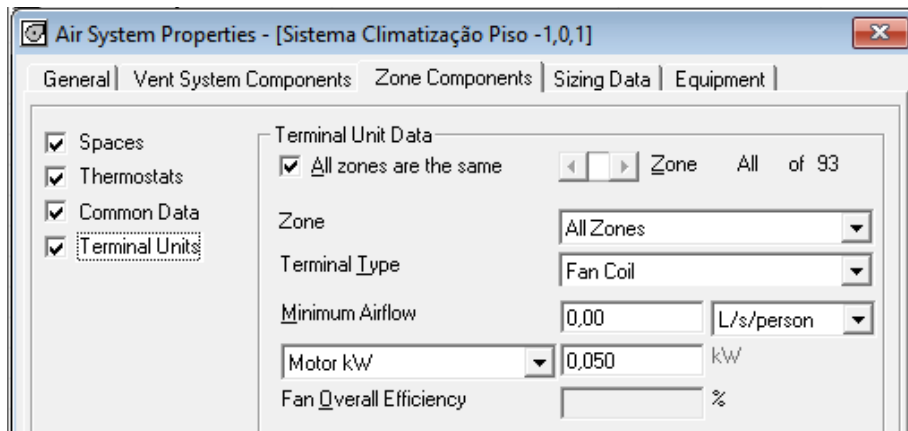 Air System Properties - [Sistema Climatização Piso -1,0,1]
General Vent System Components Zone Components Sizing Data Equipment
Spaces
Thermostats
Common Data
Terminal Units
Terminal Unit Data
All zones are the same Zone All of 93
Zone All Zones
Terminal Type Fan Coil
Minimum Airflow 0,00 L/s/person
Motor kW 0,050 kW
Fan Overall Efficiency %